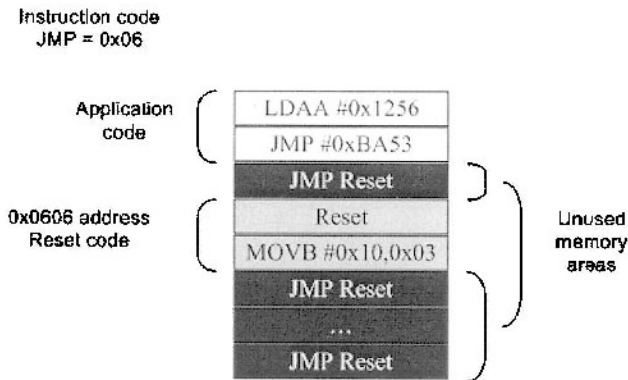 Instruction code
JMP = 0x06
Application
code
LDAA #0x1256
JMP #0xBA53
JMP Reset
0x0606 address
Reset code
Reset
MOVB #0x10,0x03
Unused
memory
areas
JMP Reset
...
JMP Reset